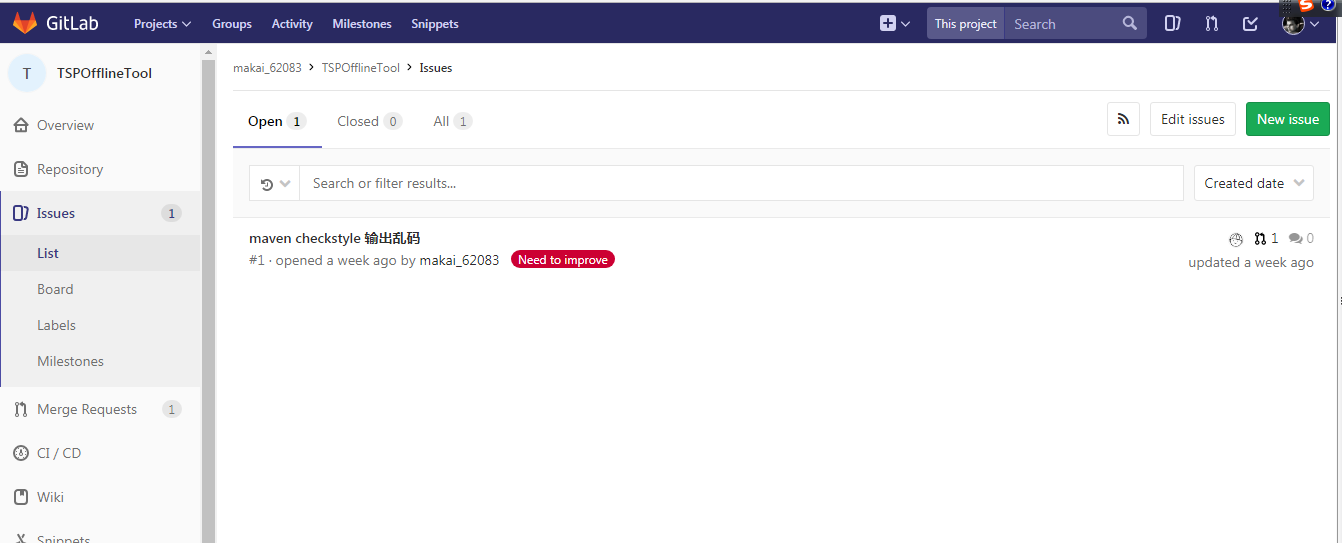 GitLab Projects Groups Activity Milestones Snippets This project Search
T TSPOfflineTool
makai_62083 > TSPOfflineTool > Issues
Open 1 Closed 0 All 1 Edit issues New issue
Search or filter results... Created date
maven checkstyle 输出乱码 1 0
#1 · opened a week ago by makai_62083 Need to improve updated a week ago
Overview
Repository
Issues 1
List
Board
Labels
Milestones
Merge Requests 1
CI / CD
Wiki
Snippets